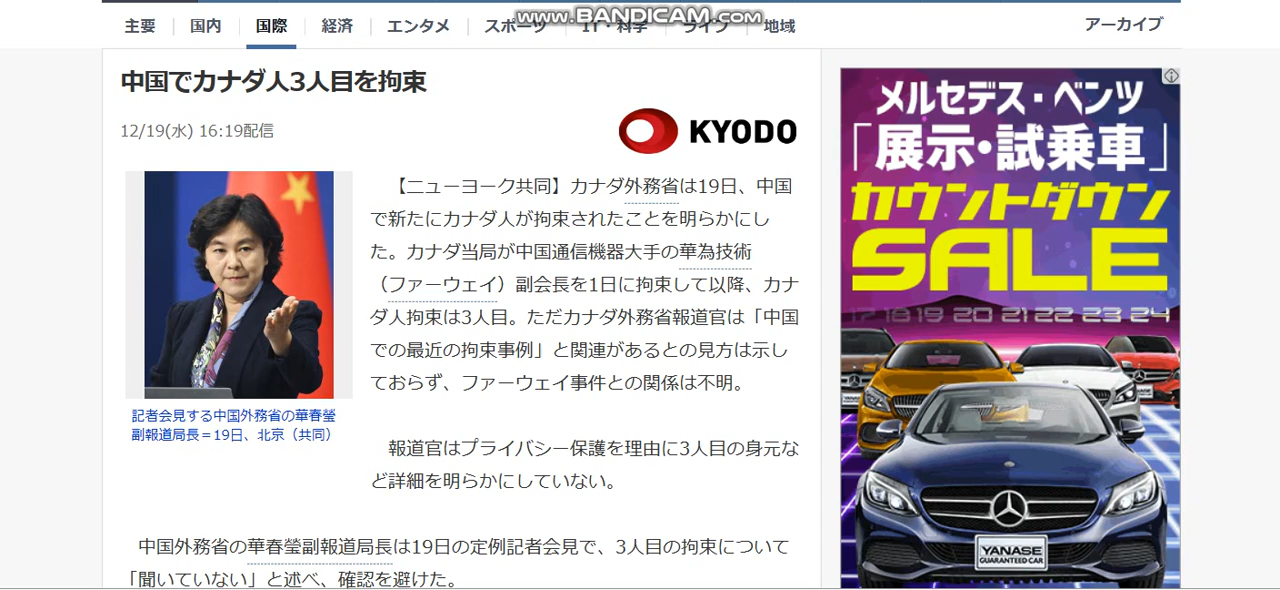 www.BANDICAM.com
主要
国内
国際
経済
エンタメ
スポーツ
IT・科学
ライフ
地域
アーカイブ
中国でカナダ人3人目を拘束
12/19(水) 16:19配信
KYODO
【ニューヨーク共同】カナダ外務省は19日、中国
で新たにカナダ人が拘束されたことを明らかにし
た。カナダ当局が中国通信機器大手の華為技術
（ファーウェイ）副会長を1日に拘束して以降、カナ
ダ人拘束は3人目。ただカナダ外務省報道官は「中国
での最近の拘束事例」と関連があるとの見方は示し
ておらず、ファーウェイ事件との関係は不明。
記者会見する中国外務省の華春瑩
副報道局長＝19日、北京（共同）
報道官はプライバシー保護を理由に3人目の身元な
ど詳細を明らかにしていない。
中国外務省の華春瑩副報道局長は19日の定例記者会見で、3人目の拘束について
「聞いていない」と述べ、確認を避けた。
メルセデス・ベンツ
「展示・試乗車」
カウントダウン
SALE
17 18 19 20 21 22 23 24
YANASE
GUARANTEED CAR